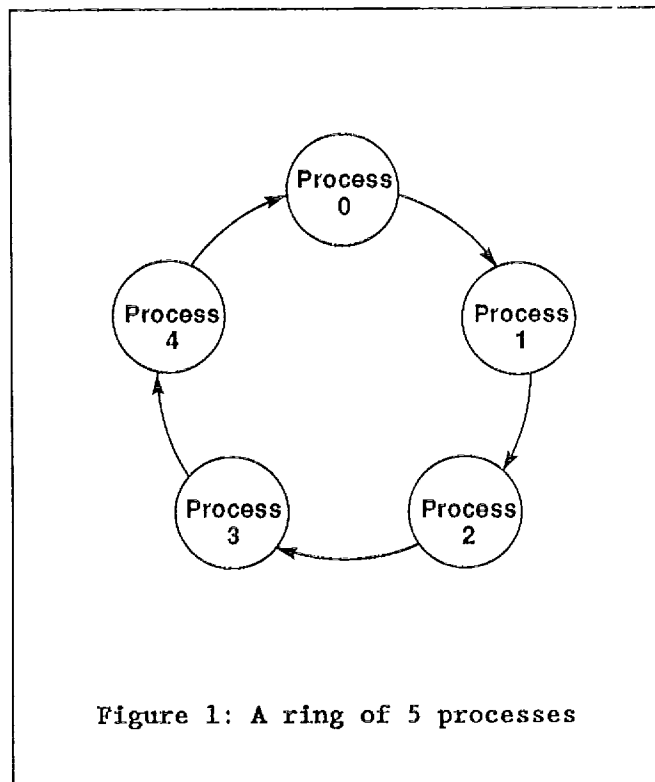 Process
0
Process
1
Process
2
Process
3
Process
4
Figure 1: A ring of 5 processes